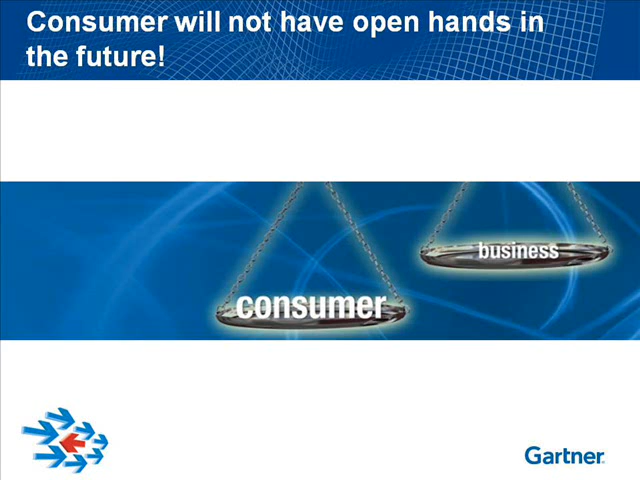 Consumer will not have open hands in
the future!
business
consumer
Gartner